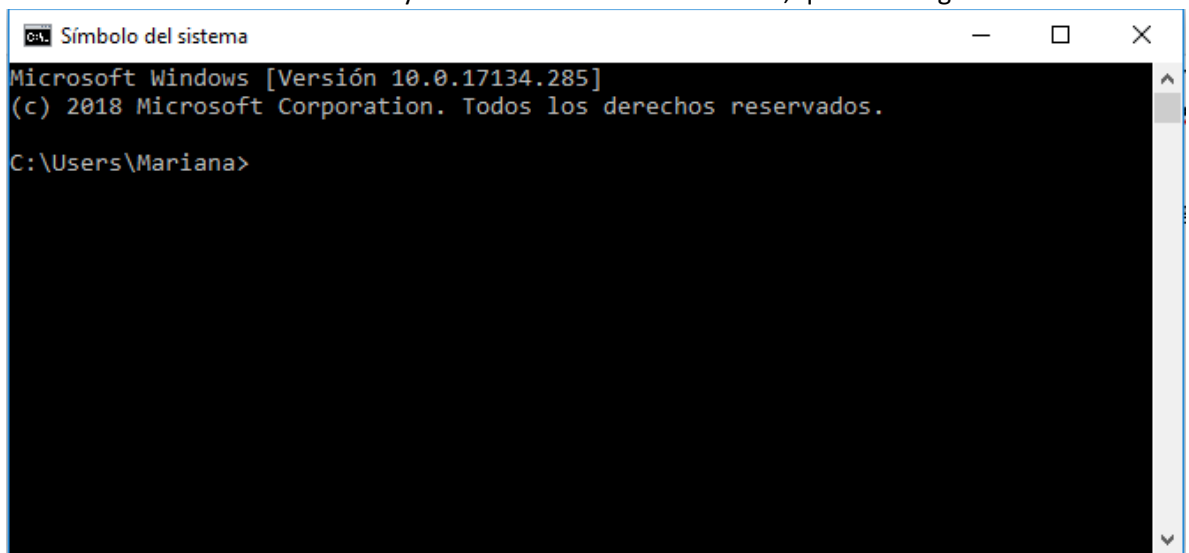 Símbolo del sistema
Microsoft Windows [Versión 10.0.17134.285]
(c) 2018 Microsoft Corporation. Todos los derechos reservados.
C:\Users\Mariana>